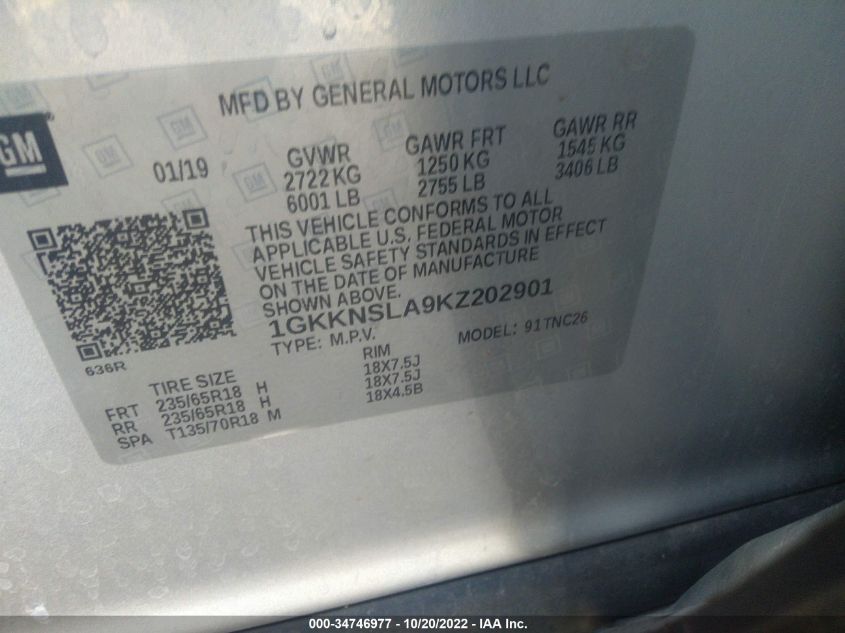 MFD BY GENERAL MOTORS LLC
GM
01/19
GVWR
2722 KG
6001 LB
GAWR FRT
1250 KG
2755 LB
GAWR RR
1545 KG
3406 LB
THIS VEHICLE CONFORMS TO ALL
APPLICABLE U.S. FEDERAL MOTOR
VEHICLE SAFETY STANDARDS IN EFFECT
ON THE DATE OF MANUFACTURE
SHOWN ABOVE.
1GKKNSLA9KZ202901
TYPE: M.P.V. MODEL: 91TNC26
636R
TIRE SIZE RIM
FRT 235/65R18 H 18X7.5J
RR 235/65R18 H 18X7.5J
SPA T135/70R18 M 18X4.5B
000-34746977 - 10/20/2022 - IAA Inc.